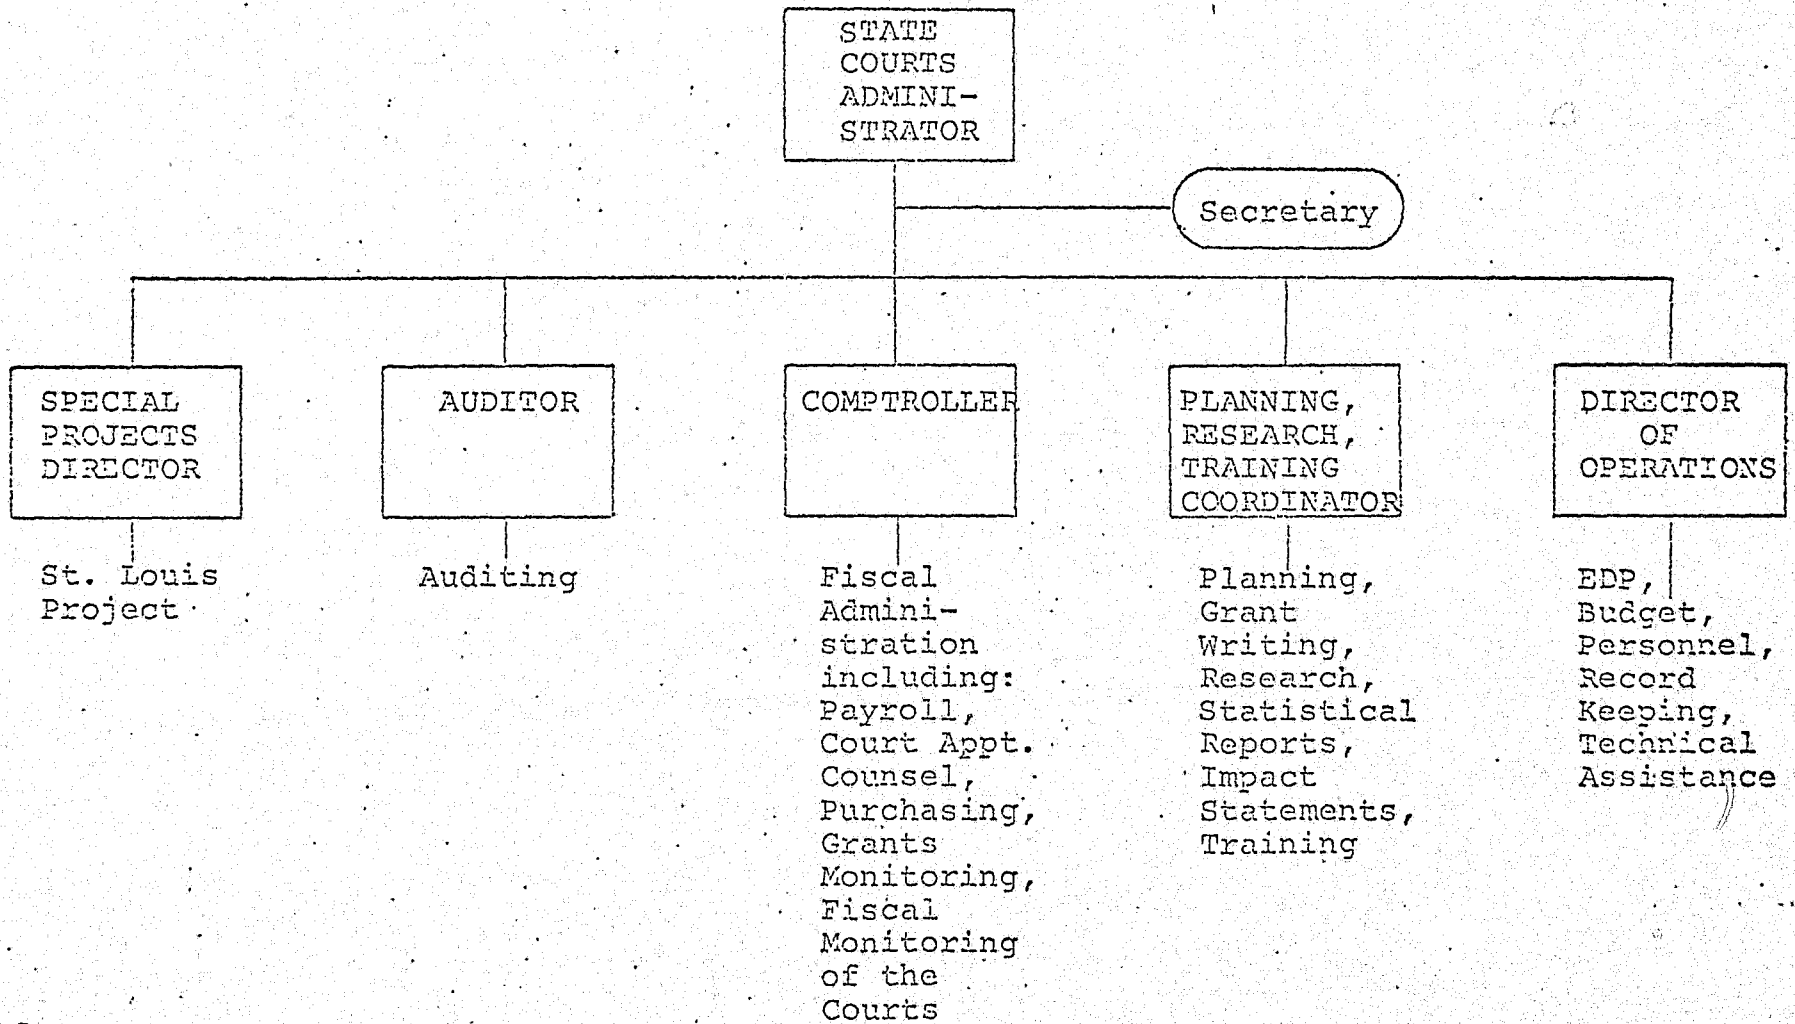 STATE
COURTS
ADMINI-
STRATOR
Secretary
SPECIAL
PROJECTS
DIRECTOR
AUDITOR
COMPTROLLER
PLANNING,
RESEARCH,
TRAINING
COORDINATOR
DIRECTOR
OF
OPERATIONS
St. Louis
Project
Auditing
Fiscal
Admini-
stration
including:
Payroll,
Court Appt.
Counsel,
Purchasing,
Grants
Monitoring,
Fiscal
Monitoring
of the
Courts
Planning,
Grant
Writing,
Research,
Statistical
Reports,
Impact
Statements,
Training
EDP,
Budget,
Personnel,
Record
Keeping,
Technical
Assistance